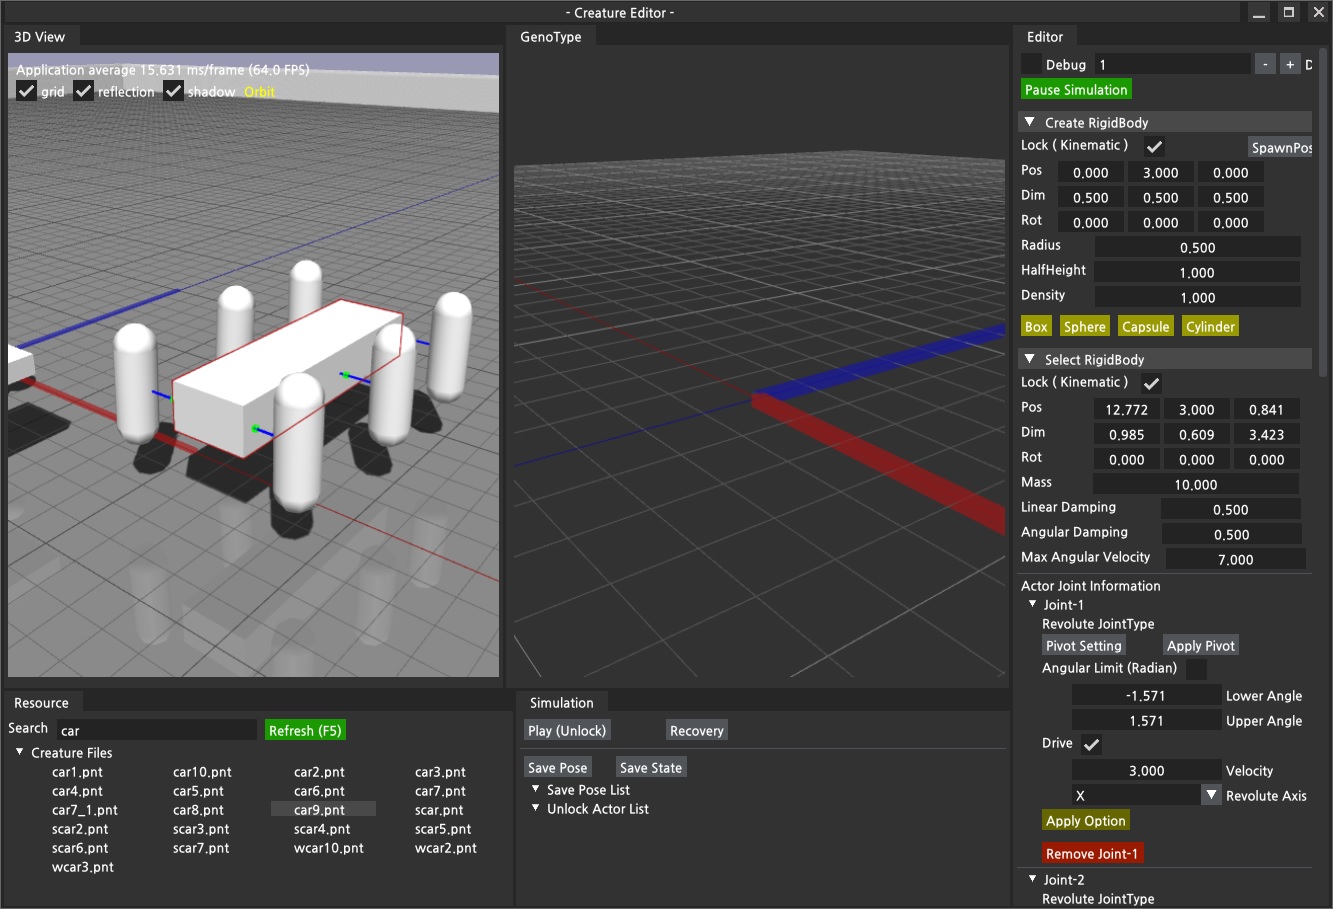 - Creature Editor -
3D View
Application average 15.631 ms/frame (64.0 FPS)
grid reflection shadow Orbit
GenoType
Editor
Debug 1 - + D
Pause Simulation
Create RigidBody
Lock ( Kinematic ) SpawnPos
Pos 0.000 3.000 0.000
Dim 0.500 0.500 0.500
Rot 0.000 0.000 0.000
Radius 0.500
HalfHeight 1.000
Density 1.000
Box Sphere Capsule Cylinder
Select RigidBody
Lock ( Kinematic )
Pos 12.772 3.000 0.841
Dim 0.985 0.609 3.423
Rot 0.000 0.000 0.000
Mass 10.000
Linear Damping 0.500
Angular Damping 0.500
Max Angular Velocity 7.000
Actor Joint Information
Joint-1
Revolute JointType
Pivot Setting Apply Pivot
Angular Limit (Radian)
-1.571 Lower Angle
1.571 Upper Angle
Drive
3.000 Velocity
X Revolute Axis
Apply Option
Remove Joint-1
Joint-2
Revolute JointType
Resource
Search car Refresh (F5)
Creature Files
car1.pnt car10.pnt car2.pnt car3.pnt
car4.pnt car5.pnt car6.pnt car7.pnt
car7_1.pnt car8.pnt car9.pnt scar.pnt
scar2.pnt scar3.pnt scar4.pnt scar5.pnt
scar6.pnt scar7.pnt wcar10.pnt wcar2.pnt
wcar3.pnt
Simulation
Play (Unlock) Recovery
Save Pose Save State
Save Pose List
Unlock Actor List